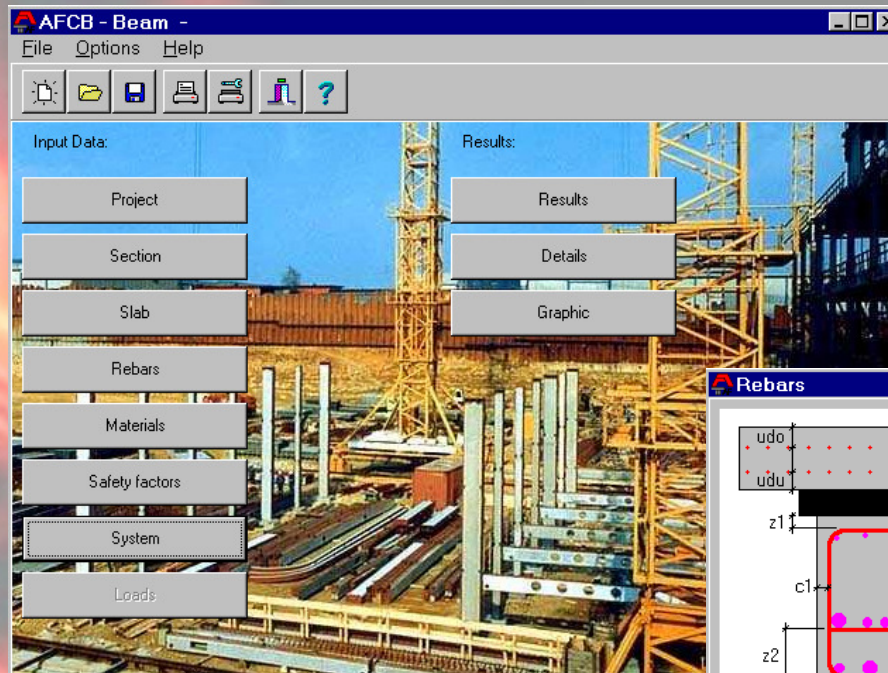 AFCB - Beam -
File Options Help
Input Data:
Results:
Project
Results
Section
Details
Slab
Graphic
Rebars
Materials
Safety factors
System
Loads
Rebars
udo
udu
z1
c1
z2